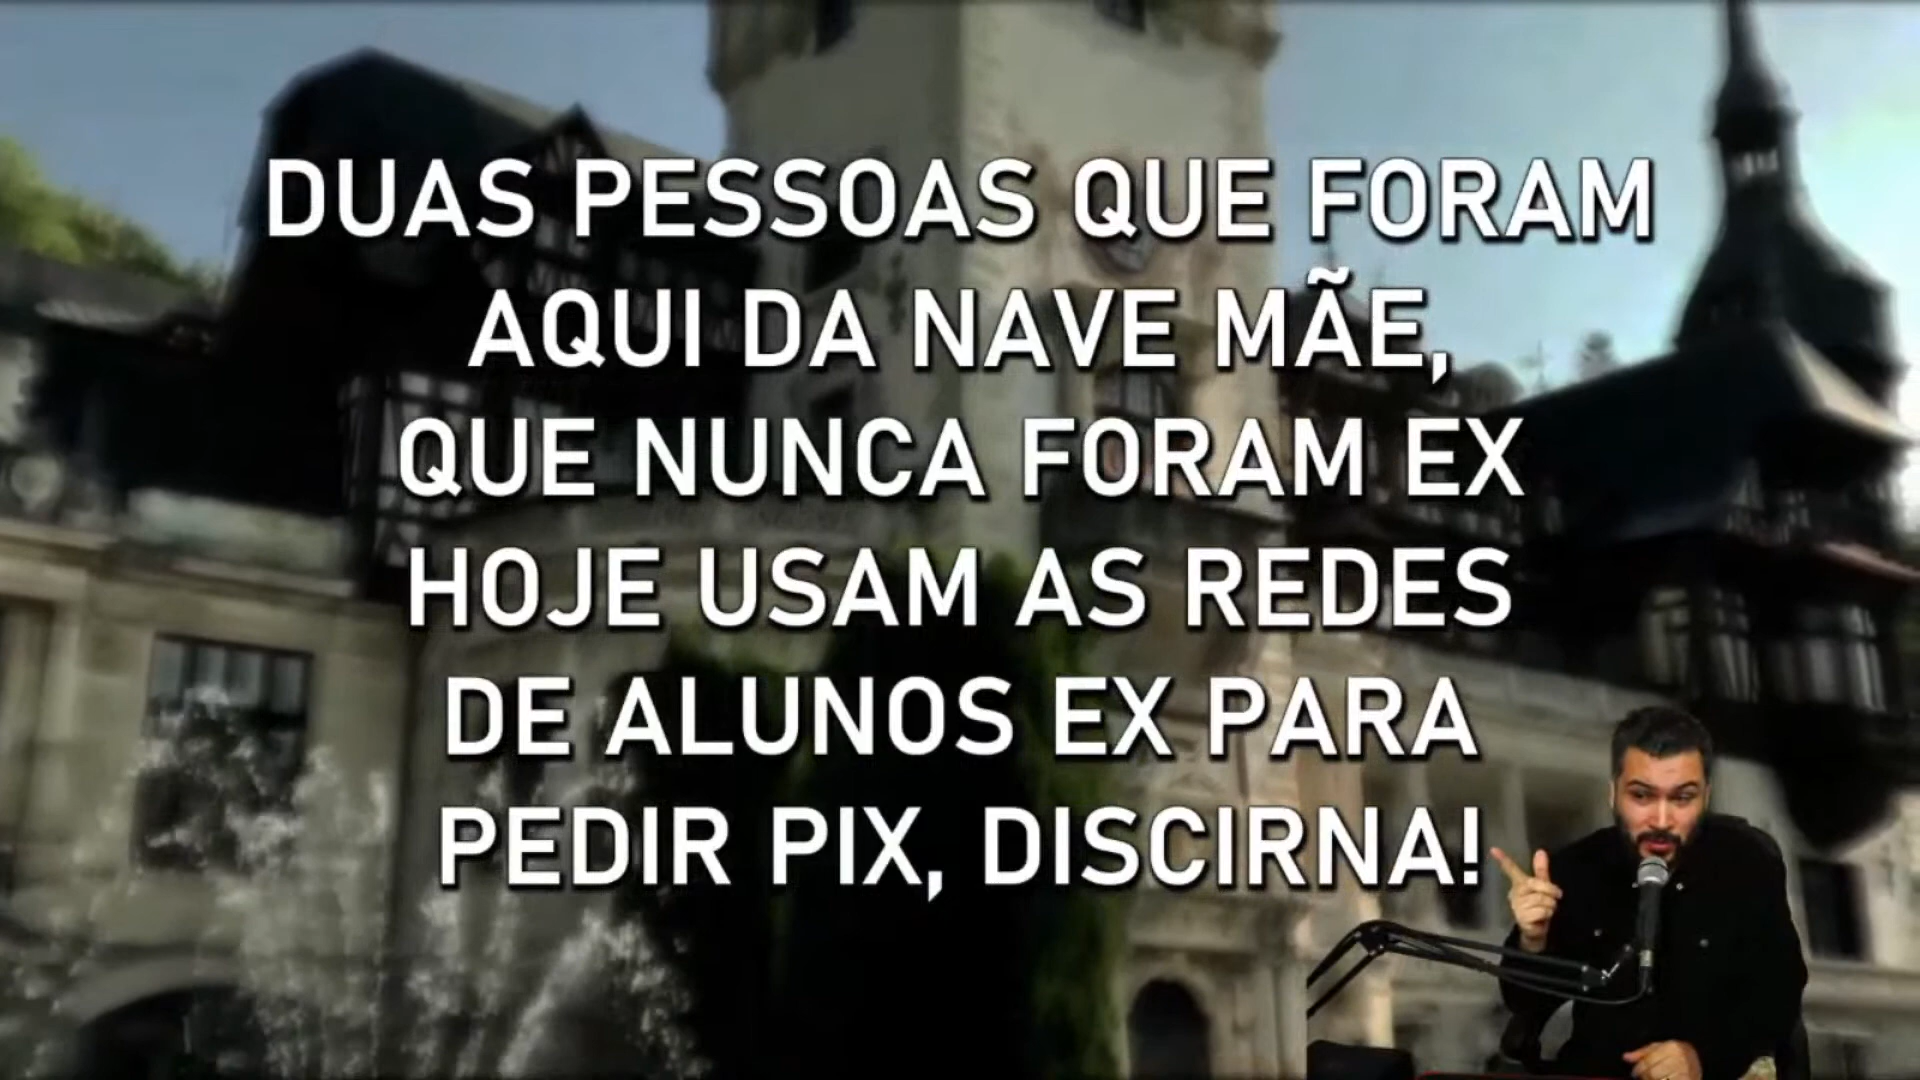 DUAS PESSOAS QUE FORAM
AQUI DA NAVE MÃE,
QUE NUNCA FORAM EX
HOJE USAM AS REDES
DE ALUNOS EX PARA
PEDIR PIX, DISCIRNA!